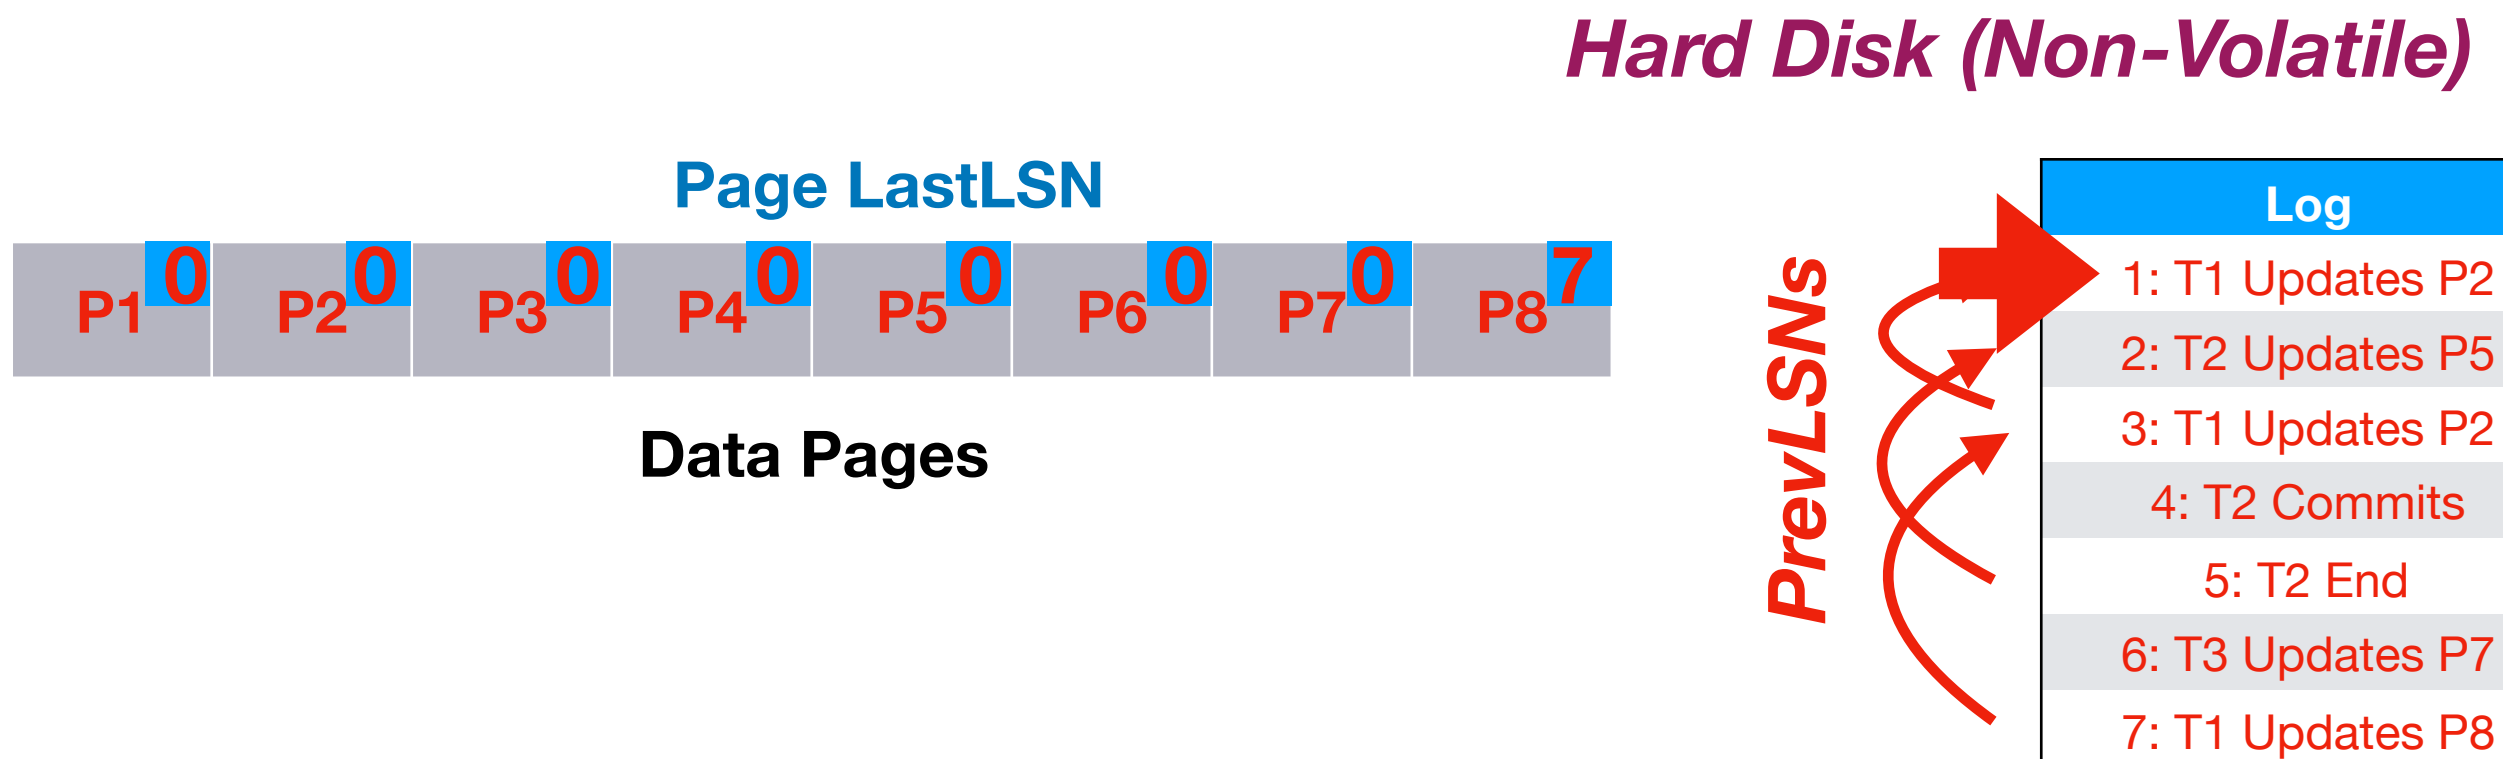 Hard Disk (Non-Volatile)
Page LastLSN
P1 0 P2 0 P3 0 P4 0 P5 0 P6 0 P7 0 P8 7
Data Pages
PrevLSNs
Log
1: T1 Updates P2
2: T2 Updates P5
3: T1 Updates P2
4: T2 Commits
5: T2 End
6: T3 Updates P7
7: T1 Updates P8